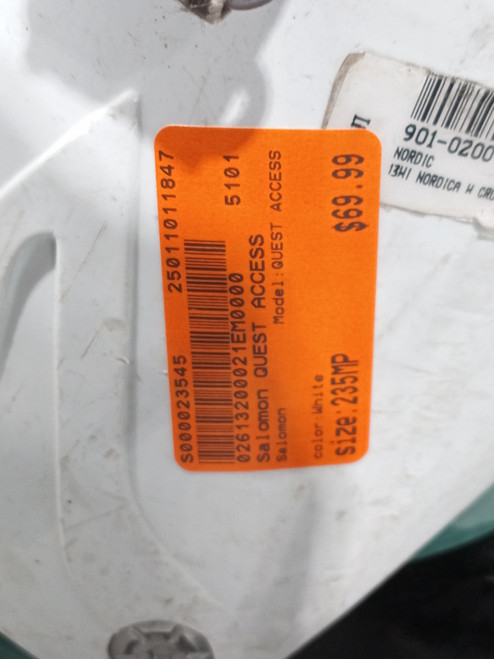 S000023545 25011011847
02613200021EM0000 5101
Salomon QUEST ACCESS
Salomon Model:QUEST ACCESS
color:White
size:235MP $69.99
901-0200
NORDIC
13W1 NORDICA W